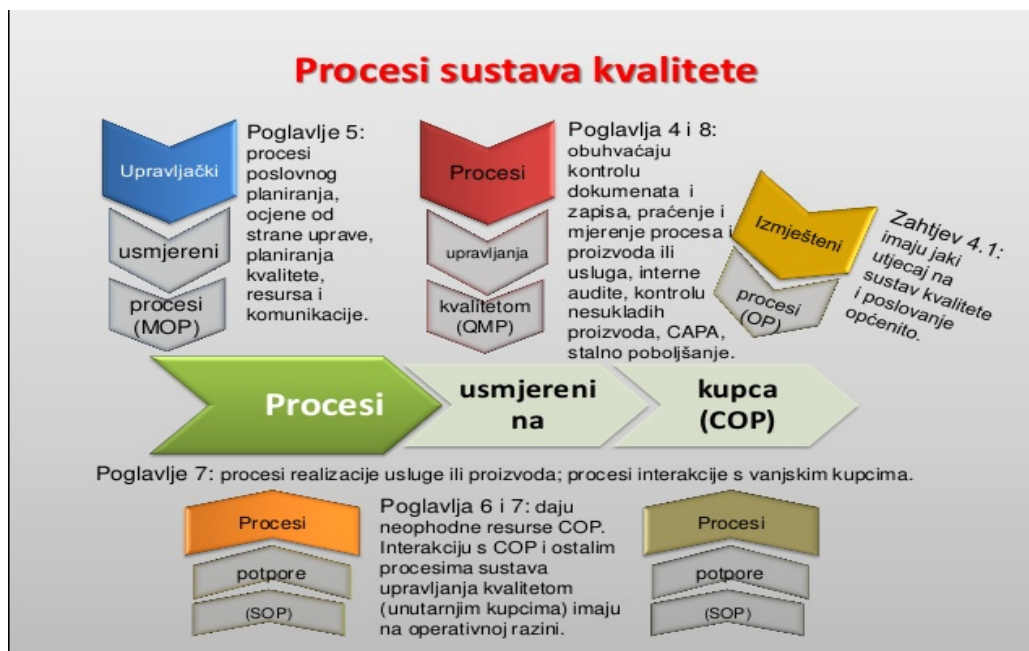 Procesi sustava kvalitete
Upravljački
usmjereni
procesi
(MOP)
Poglavlje 5:
procesi
poslovnog
planiranja,
ocjene od
strane uprave,
planiranja
kvalitete,
resursa i
komunikacije.
Procesi
upravljanja
kvalitetom
(QMP)
Poglavlja 4 i 8:
obuhvaćaju
kontrolu
dokumenata i
zapisa, praćenje i
mjerenje procesa i
proizvoda ili
usluga, interne
audite, kontrolu
nesukladih
proizvoda, CAPA,
stalno poboljšanje.
Izmješteni
procesi
(OP)
Zahtjev 4.1:
imaju jaki
utjecaj na
sustav kvalitete
i poslovanje
općenito.
Procesi
usmjereni
na
kupca
(COP)
Poglavlje 7: procesi realizacije usluge ili proizvoda; procesi interakcije s vanjskim kupcima.
Procesi
potpore
(SOP)
Poglavlja 6 i 7: daju
neophodne resurse COP.
Interakciju s COP i ostalim
procesima sustava
upravljanja kvalitetom
(unutarnjim kupcima) imaju
na operativnoj razini.
Procesi
potpore
(SOP)